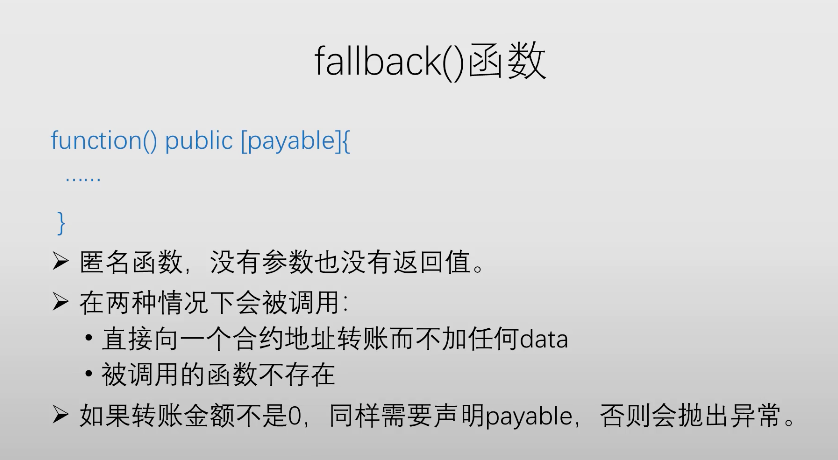 fallback()函数
function() public [payable]{
……
}
➢ 匿名函数，没有参数也没有返回值。
➢ 在两种情况下会被调用：
• 直接向一个合约地址转账而不加任何data
• 被调用的函数不存在
➢ 如果转账金额不是0，同样需要声明payable，否则会抛出异常。